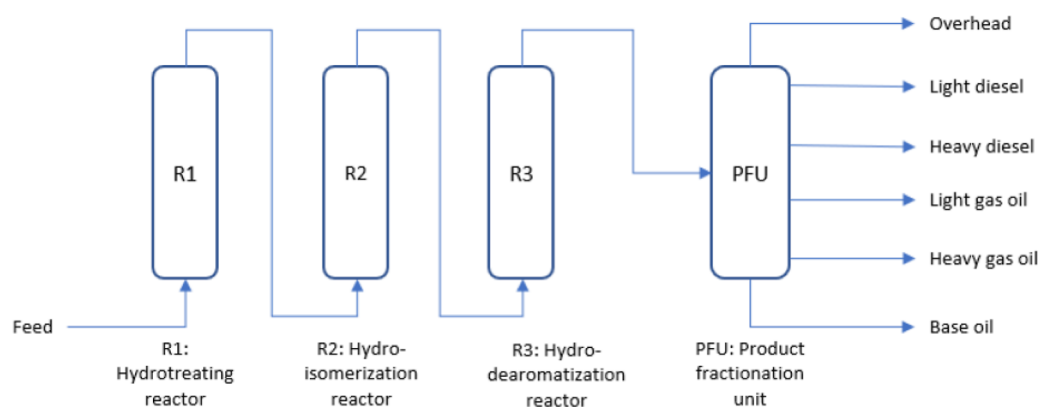 Overhead
Light diesel
R1
R2
R3
PFU
Heavy diesel
Light gas oil
Heavy gas oil
Feed
Base oil
R1:
Hydrotreating
reactor
R2: Hydro-
isomerization
reactor
R3: Hydro-
dearomatization
reactor
PFU: Product
fractionation
unit